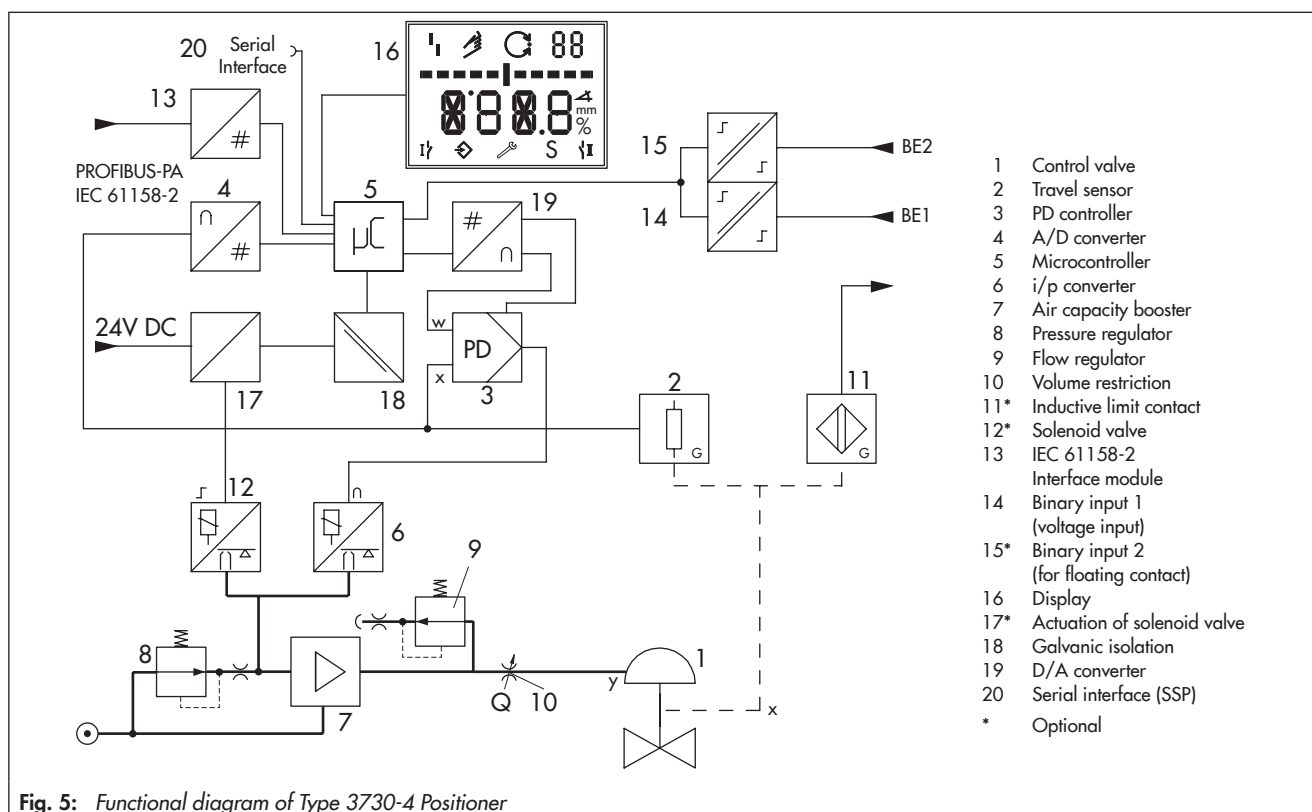 20 Serial
Interface
16
88
8.8 8.8
mm
%
S
13
#
PROFIBUS-PA
IEC 61158-2
4
#
5
µC
19
#
15
BE2
14
BE1
24V DC
17
18
w
PD
x
3
2
G
11
G
12
6
9
8
7
Q
10
y
1
x
1 Control valve
2 Travel sensor
3 PD controller
4 A/D converter
5 Microcontroller
6 i/p converter
7 Air capacity booster
8 Pressure regulator
9 Flow regulator
10 Volume restriction
11* Inductive limit contact
12* Solenoid valve
13 IEC 61158-2
Interface module
14 Binary input 1
(voltage input)
15* Binary input 2
(for floating contact)
16 Display
17* Actuation of solenoid valve
18 Galvanic isolation
19 D/A converter
20 Serial interface (SSP)
* Optional
Fig. 5: Functional diagram of Type 3730-4 Positioner